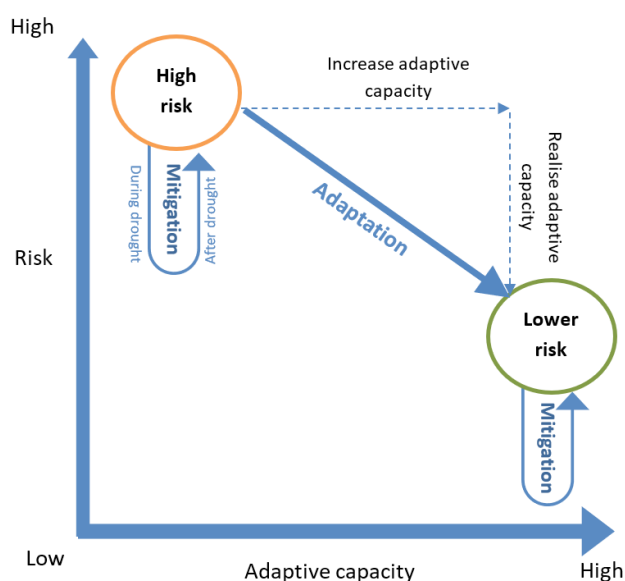 High
High
risk
Increase adaptive
capacity
Realise adaptive
capacity
During drought
Mitigation
After drought
Adaptation
Risk
Lower
risk
Mitigation
Low
Adaptive capacity
High